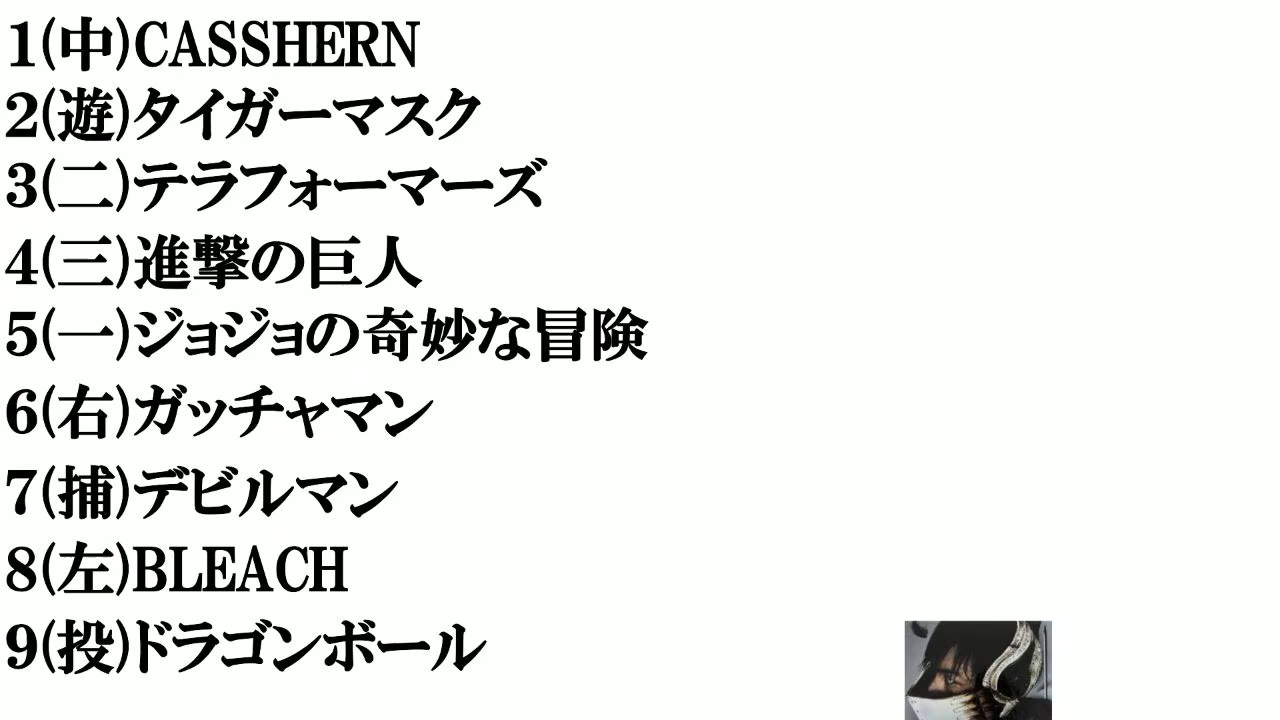 1(中)CASSHERN
2(遊)タイガーマスク
3(二)テラフォーマーズ
4(三)進撃の巨人
5(一)ジョジョの奇妙な冒険
6(右)ガッチャマン
7(捕)デビルマン
8(左)BLEACH
9(投)ドラゴンボール